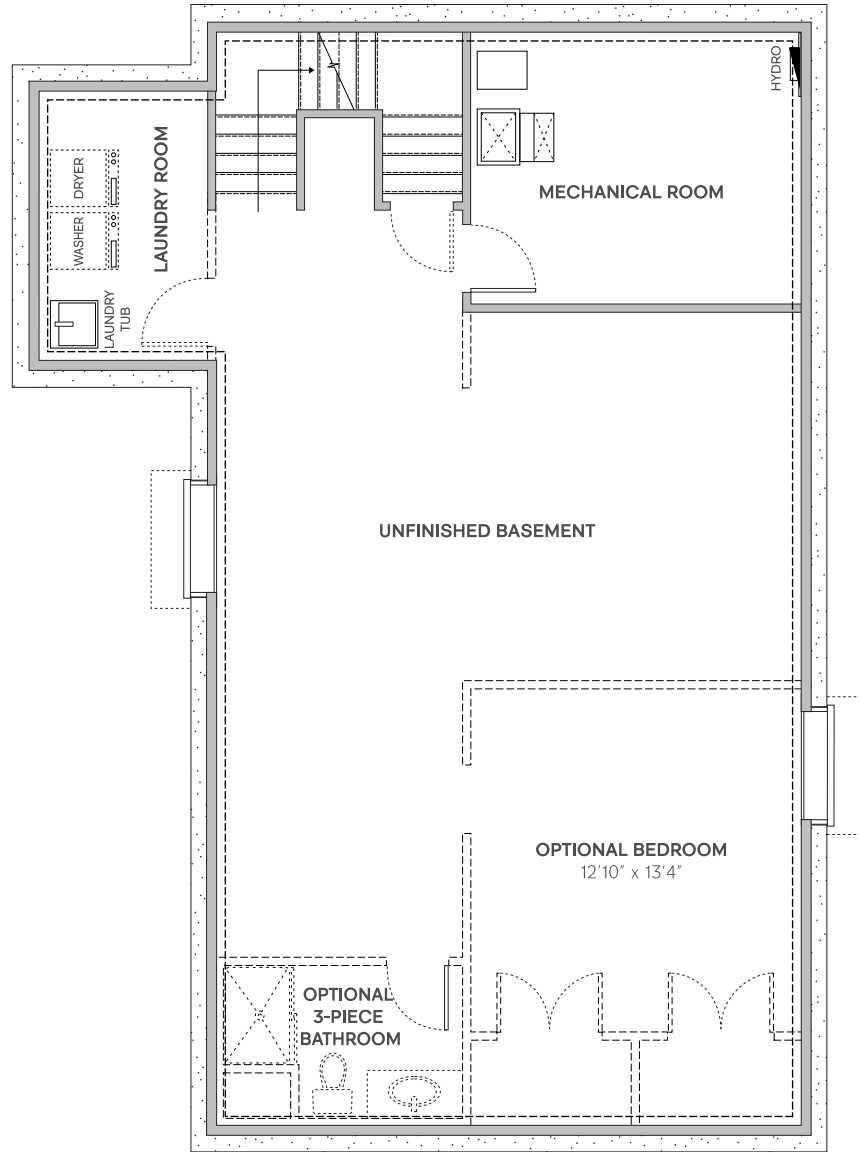 HYDRO
LAUNDRY ROOM
DRYER
MECHANICAL ROOM
WASHER
LAUNDRY
TUB
UNFINISHED BASEMENT
OPTIONAL BEDROOM
12'10" x 13'4"
OPTIONAL
3-PIECE
BATHROOM